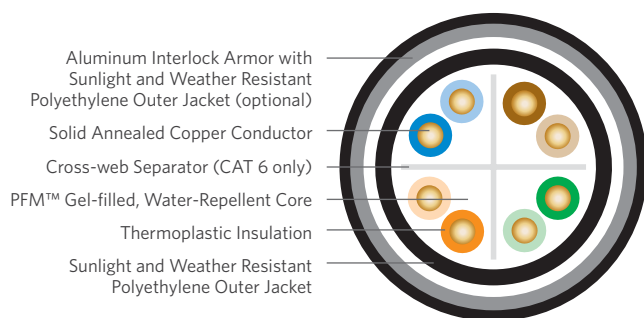 Aluminum Interlock Armor with
Sunlight and Weather Resistant
Polyethylene Outer Jacket (optional)
Solid Annealed Copper Conductor
Cross-web Separator (CAT 6 only)
PFM™ Gel-filled, Water-Repellent Core
Thermoplastic Insulation
Sunlight and Weather Resistant
Polyethylene Outer Jacket